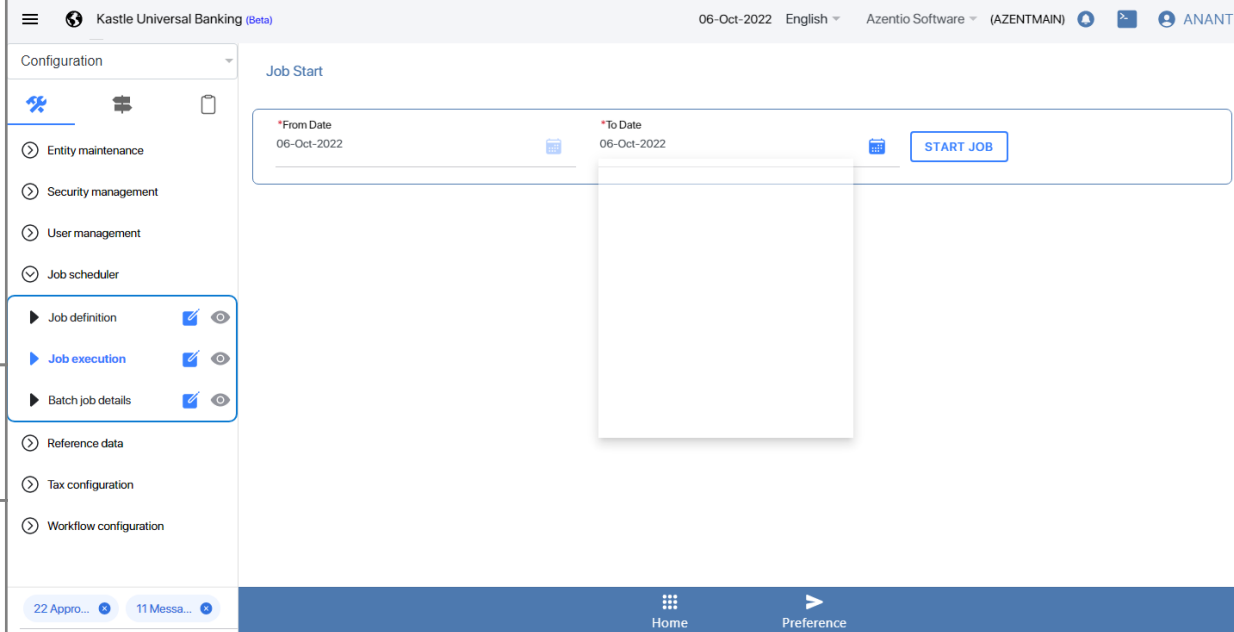 Kastle Universal Banking (Beta)
06-Oct-2022 English Azentio Software (AZENTMAIN) ANANT
Configuration
Job Start
*From Date
06-Oct-2022
*To Date
06-Oct-2022
START JOB
Entity maintenance
Security management
User management
Job scheduler
Job definition
Job execution
Batch job details
Reference data
Tax configuration
Workflow configuration
22 Appro...
11 Messa...
Home
Preference